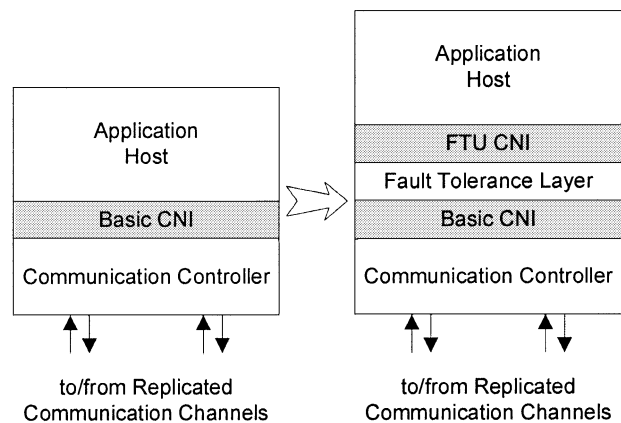 Application
Host
Basic CNI
Communication Controller
to/from Replicated
Communication Channels
Application
Host
FTU CNI
Fault Tolerance Layer
Basic CNI
Communication Controller
to/from Replicated
Communication Channels